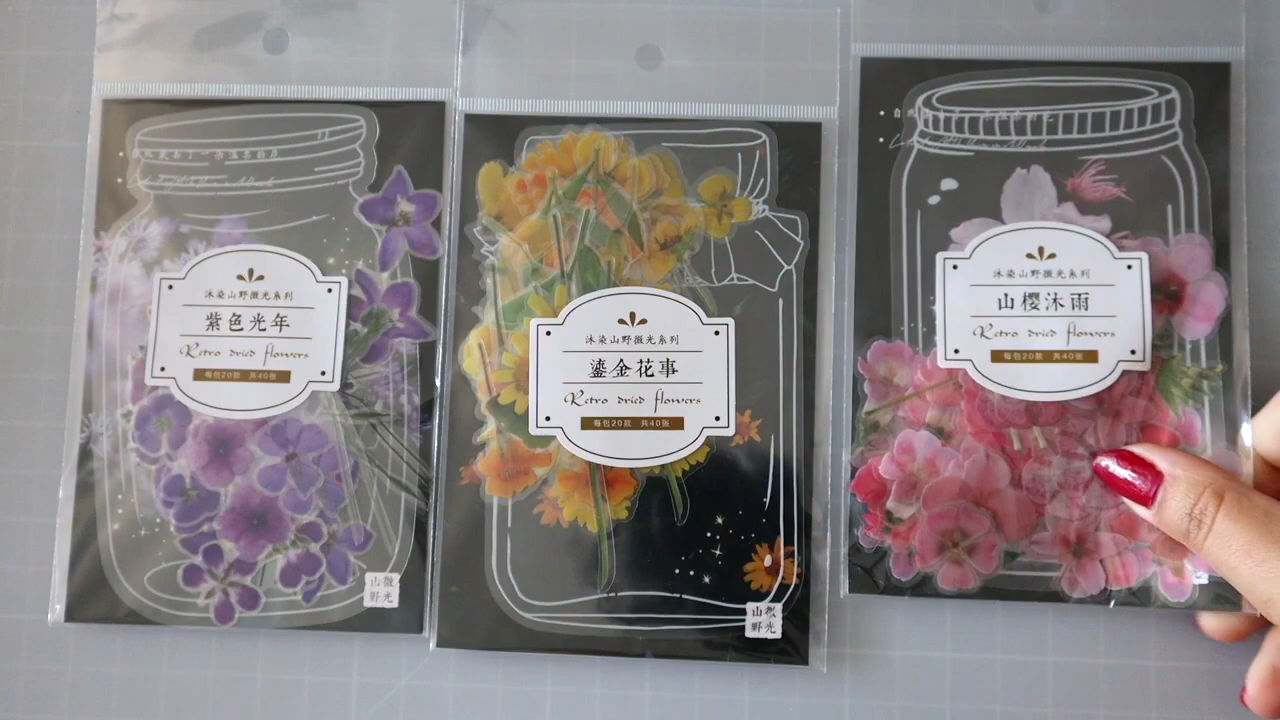 沐染山野微光系列
紫色光年
Retro dried flowers
每包20款 共40张
山微
野光
沐染山野微光系列
鎏金花事
Retro dried flowers
每包20款 共40张
山微
野光
沐染山野微光系列
山樱沐雨
Retro dried flowers
每包20款 共40张